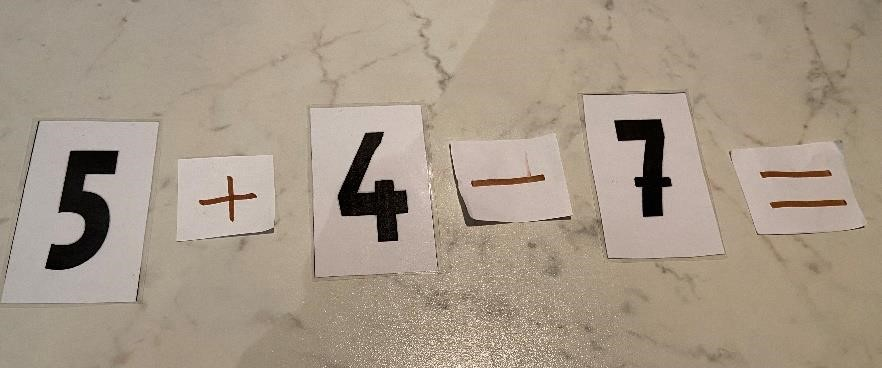 5 + 4 − 7 =